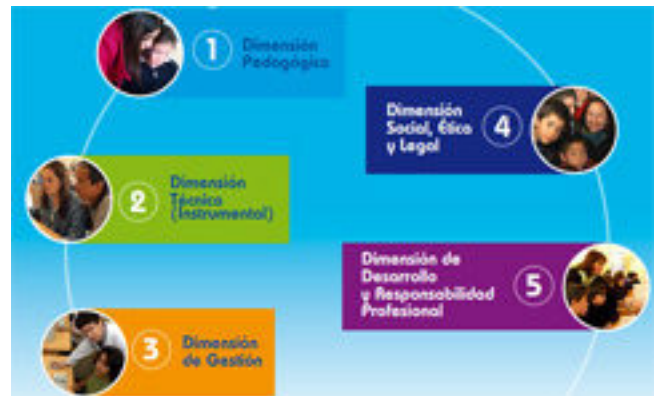 1
Dimensión
Pedagógica
2
Dimensión
Técnica
(Instrumental)
3
Dimensión
de Gestión
Dimensión
Social, Ética
y Legal
4
Dimensión de
Desarrollo
y Responsabilidad
Profesional
5